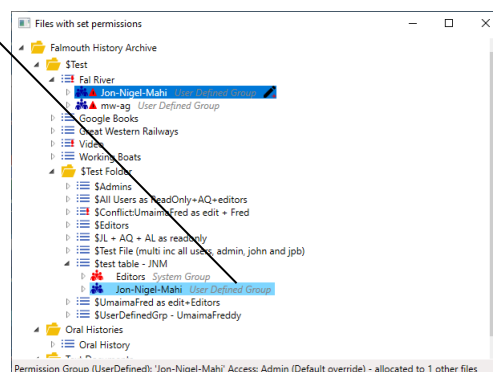 Files with set permissions
Falmouth History Archive
$Test
Fal River
Jon-Nigel-Mahi User Defined Group
mw-ag User Defined Group
Google Books
Great Western Railways
Video
Working Boats
$Test Folder
$Admins
$All Users as ReadOnly+AQ+editors
$Conflict:UmaimaFred as edit + Fred
$Editors
$JL + AQ + AL as readonly
$Test File (multi inc all users, admin, john and jpb)
$test table - JNM
Editors System Group
Jon-Nigel-Mahi User Defined Group
$UmaimaFred as edit+Editors
$UserDefinedGrp - UmaimaFreddy
Oral Histories
Oral History
Permission Group (UserDefined): 'Jon-Nigel-Mahi' Access: Admin (Default override) - allocated to 1 other files